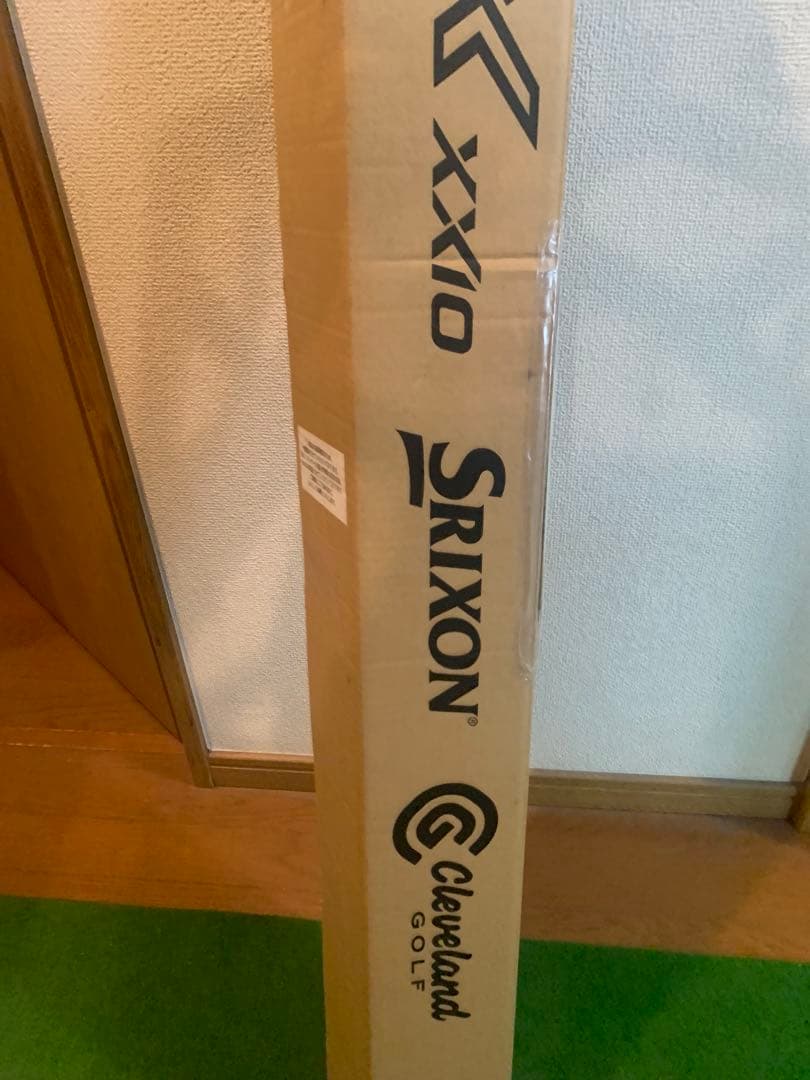 XXIO
SRIXON®
Cleveland
GOLF